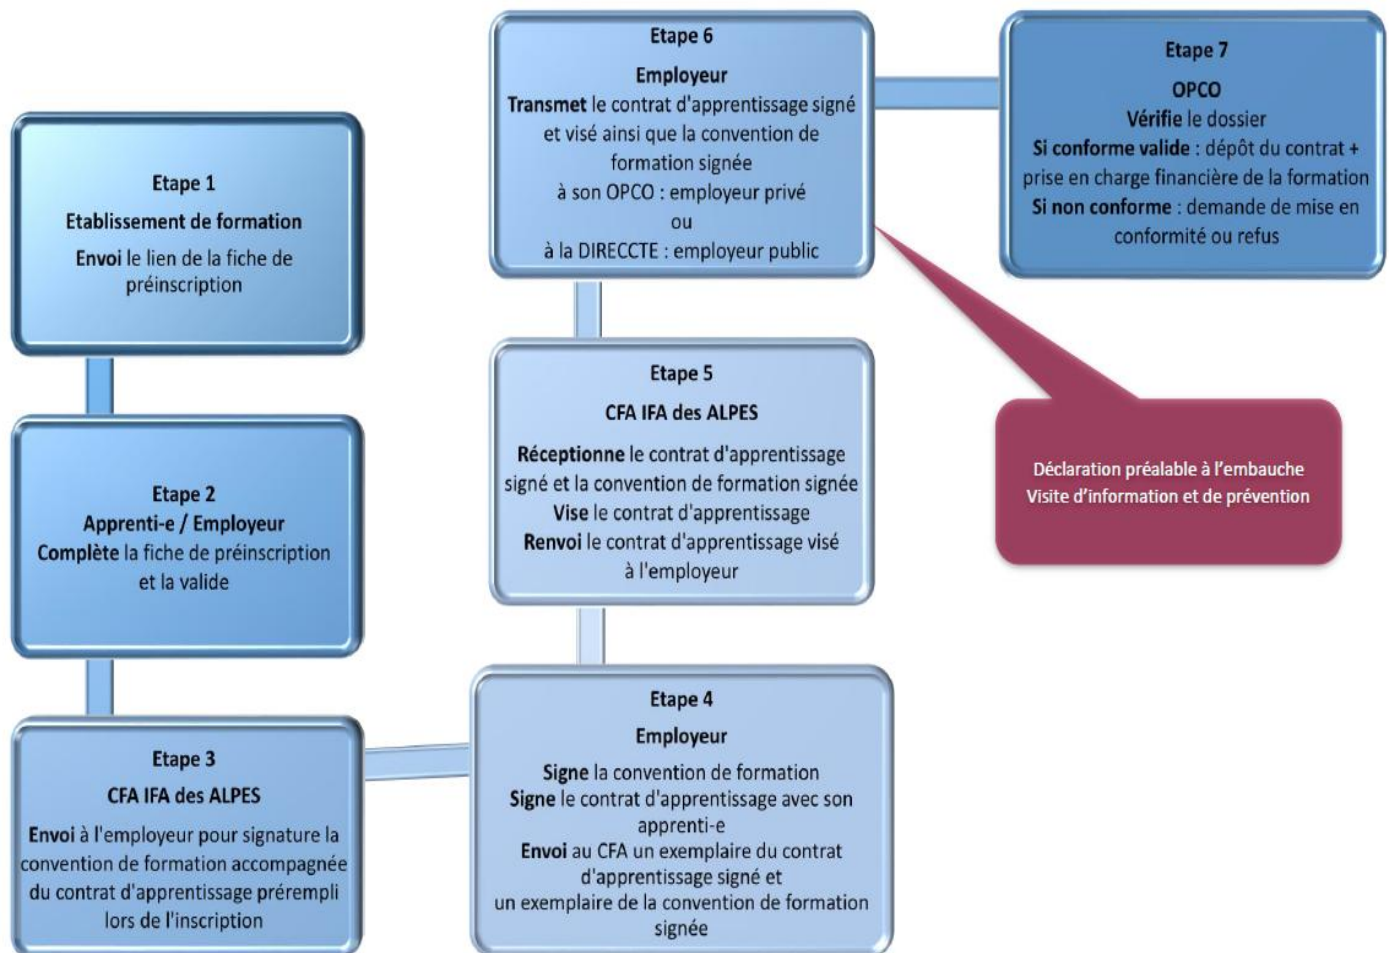 Etape 1
Etablissement de formation
Envoi le lien de la fiche de
préinscription
Etape 2
Apprenti-e / Employeur
Complète la fiche de préinscription
et la valide
Etape 3
CFA IFA des ALPES
Envoi à l'employeur pour signature la
convention de formation accompagnée
du contrat d'apprentissage prérempli
lors de l'inscription
Etape 4
Employeur
Signe la convention de formation
Signe le contrat d'apprentissage avec son
apprenti-e
Envoi au CFA un exemplaire du contrat
d'apprentissage signé et
un exemplaire de la convention de formation
signée
Etape 5
CFA IFA des ALPES
Réceptionne le contrat d'apprentissage
signé et la convention de formation signée
Vise le contrat d'apprentissage
Renvoi le contrat d'apprentissage visé
à l'employeur
Etape 6
Employeur
Transmet le contrat d'apprentissage signé
et visé ainsi que la convention de
formation signée
à son OPCO : employeur privé
ou
à la DIRECCTE : employeur public
Etape 7
OPCO
Vérifie le dossier
Si conforme valide : dépôt du contrat +
prise en charge financière de la formation
Si non conforme : demande de mise en
conformité ou refus
Déclaration préalable à l’embauche
Visite d’information et de prévention